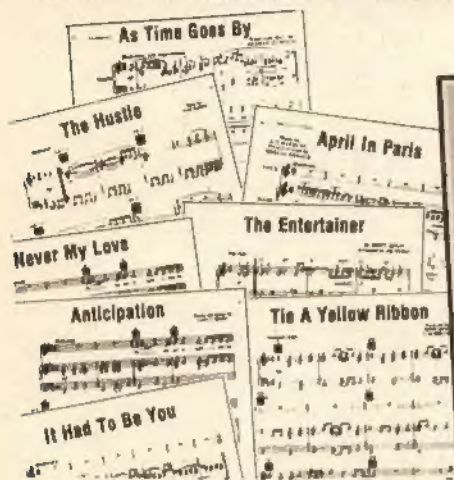 As Time Goes By
The Hustle
April In Paris
The Entertainer
Never My Love
Anticipation
Tie A Yellow Ribbon
It Had To Be You